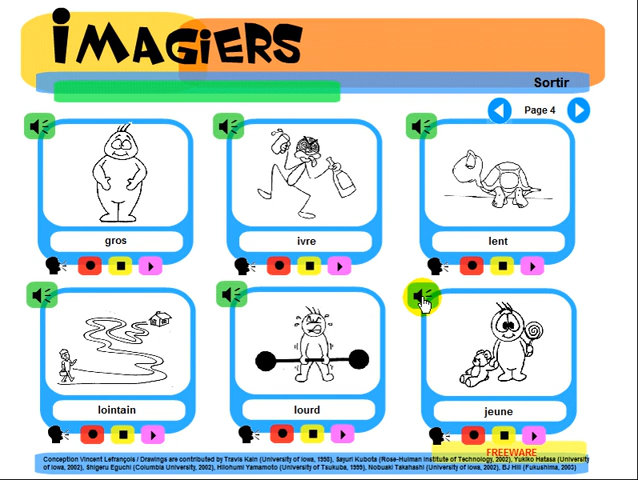 iMAGiERS
Sortir
Page 4
gros
ivre
lent
lointain
lourd
jeune
FREEWARE
Conception Vincent Lefrançois / Drawings are contributed by Travis Kain (University of Iowa, 1998), Sayuri Kubota (Rose-Hulman Institute of Technology, 2002), Yukiko Hatasa (University
of Iowa, 2002), Shigeru Eguchi (Columbia University, 2002), Hilohumi Yamamoto (University of Tsukuba, 1999), Nobuaki Takahashi (University of Iowa, 2002), BJ Hill (Fukushima, 2003)